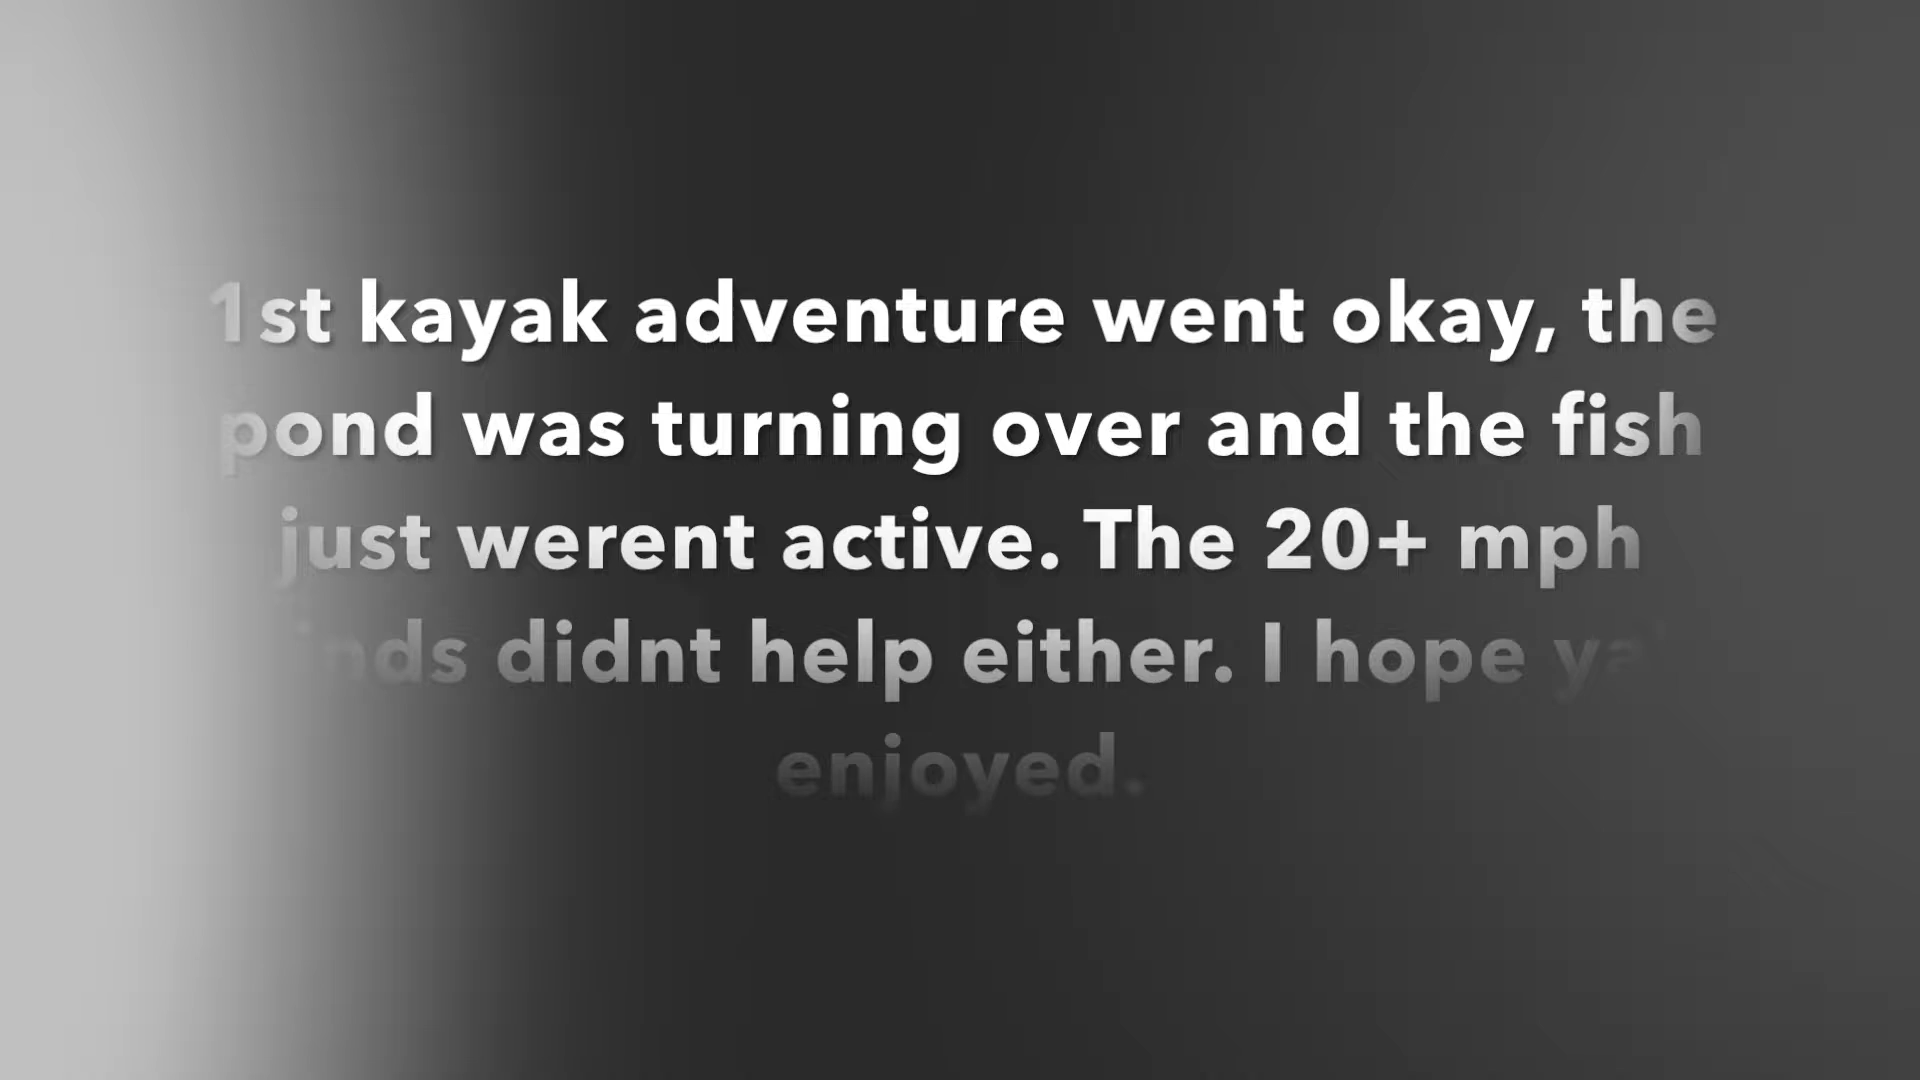 1st kayak adventure went okay, the
pond was turning over and the fish
just werent active. The 20+ mph
didnt help either. I hope
enjoyed.